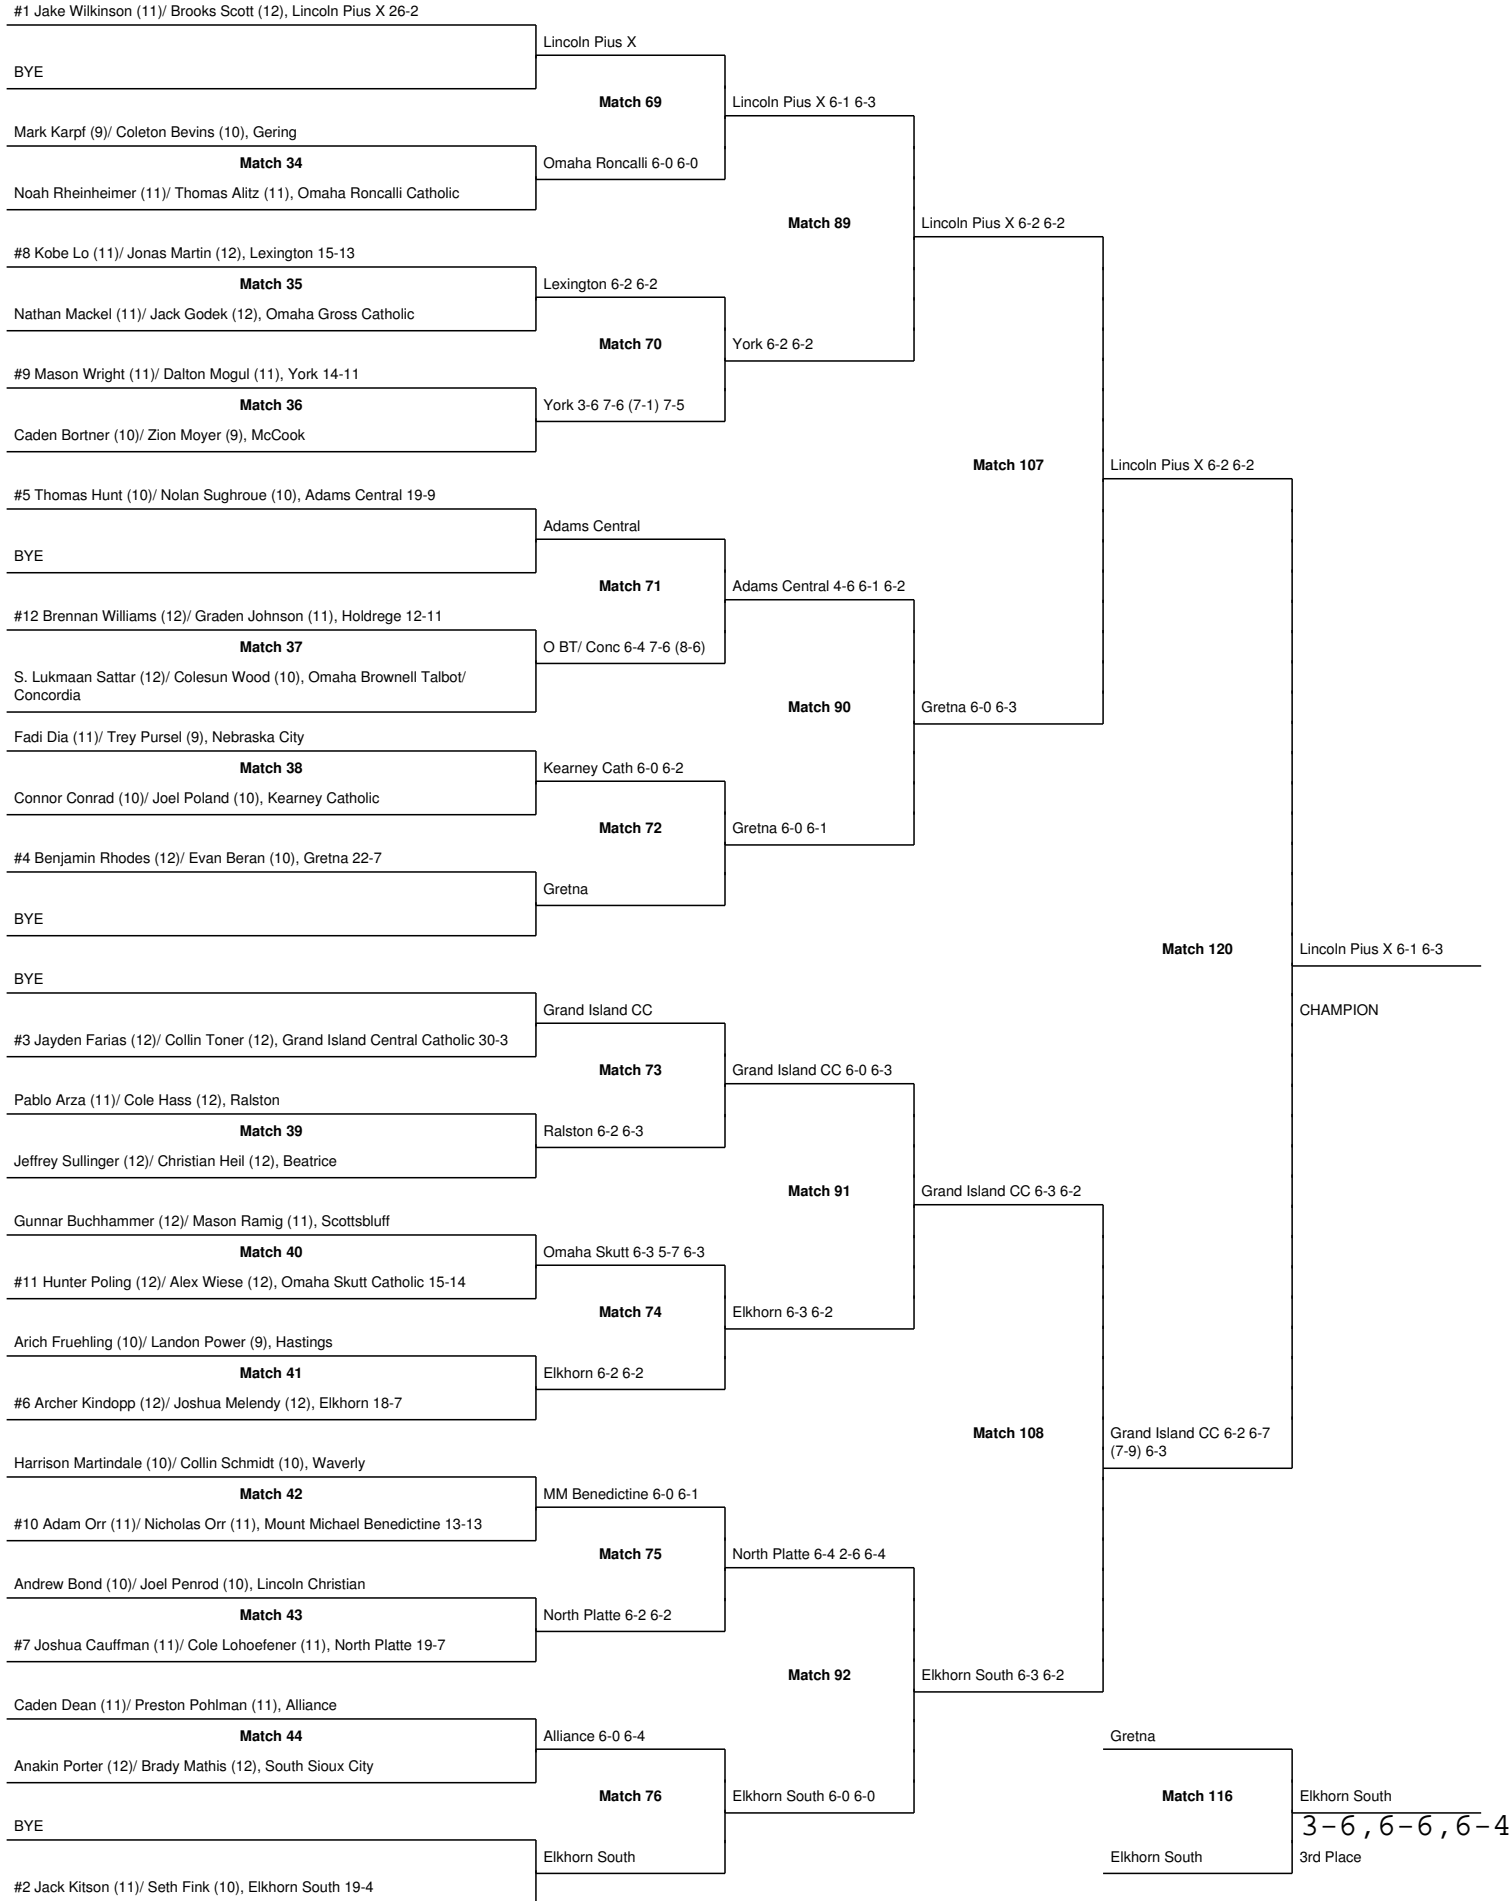 #1 Jake Wilkinson (11)/ Brooks Scott (12), Lincoln Pius X 26-2
Lincoln Pius X
BYE
Match 69
Lincoln Pius X 6-1 6-3
Mark Karpf (9)/ Coleton Bevins (10), Gering
Match 34
Omaha Roncalli 6-0 6-0
Noah Rheinheimer (11)/ Thomas Alitz (11), Omaha Roncalli Catholic
Match 89
Lincoln Pius X 6-2 6-2
#8 Kobe Lo (11)/ Jonas Martin (12), Lexington 15-13
Match 35
Lexington 6-2 6-2
Nathan Mackel (11)/ Jack Godek (12), Omaha Gross Catholic
Match 70
York 6-2 6-2
#9 Mason Wright (11)/ Dalton Mogul (11), York 14-11
Match 36
York 3-6 7-6 (7-1) 7-5
Caden Bortner (10)/ Zion Moyer (9), McCook
Match 107
Lincoln Pius X 6-2 6-2
#5 Thomas Hunt (10)/ Nolan Sughroue (10), Adams Central 19-9
Adams Central
BYE
Match 71
Adams Central 4-6 6-1 6-2
#12 Brennan Williams (12)/ Graden Johnson (11), Holdrege 12-11
Match 37
O BT/ Conc 6-4 7-6 (8-6)
S. Lukmaan Sattar (12)/ Colesun Wood (10), Omaha Brownell Talbot/
Concordia
Match 90
Gretna 6-0 6-3
Fadi Dia (11)/ Trey Pursel (9), Nebraska City
Match 38
Kearney Cath 6-0 6-2
Connor Conrad (10)/ Joel Poland (10), Kearney Catholic
Match 72
Gretna 6-0 6-1
#4 Benjamin Rhodes (12)/ Evan Beran (10), Gretna 22-7
Gretna
BYE
Match 120
Lincoln Pius X 6-1 6-3
BYE
Grand Island CC
CHAMPION
#3 Jayden Farias (12)/ Collin Toner (12), Grand Island Central Catholic 30-3
Match 73
Grand Island CC 6-0 6-3
Pablo Arza (11)/ Cole Hass (12), Ralston
Match 39
Ralston 6-2 6-3
Jeffrey Sullinger (12)/ Christian Heil (12), Beatrice
Match 91
Grand Island CC 6-3 6-2
Gunnar Buchhammer (12)/ Mason Ramig (11), Scottsbluff
Match 40
Omaha Skutt 6-3 5-7 6-3
#11 Hunter Poling (12)/ Alex Wiese (12), Omaha Skutt Catholic 15-14
Match 74
Elkhorn 6-3 6-2
Arich Fruehling (10)/ Landon Power (9), Hastings
Match 41
Elkhorn 6-2 6-2
#6 Archer Kindopp (12)/ Joshua Melendy (12), Elkhorn 18-7
Match 108
Grand Island CC 6-2 6-7
(7-9) 6-3
Harrison Martindale (10)/ Collin Schmidt (10), Waverly
Match 42
MM Benedictine 6-0 6-1
#10 Adam Orr (11)/ Nicholas Orr (11), Mount Michael Benedictine 13-13
Match 75
North Platte 6-4 2-6 6-4
Andrew Bond (10)/ Joel Penrod (10), Lincoln Christian
Match 43
North Platte 6-2 6-2
#7 Joshua Cauffman (11)/ Cole Lohoefener (11), North Platte 19-7
Match 92
Elkhorn South 6-3 6-2
Caden Dean (11)/ Preston Pohlman (11), Alliance
Match 44
Alliance 6-0 6-4
Gretna
Anakin Porter (12)/ Brady Mathis (12), South Sioux City
Match 76
Elkhorn South 6-0 6-0
Match 116
Elkhorn South
BYE
3-6,6-6,6-4
Elkhorn South
Elkhorn South
3rd Place
#2 Jack Kitson (11)/ Seth Fink (10), Elkhorn South 19-4